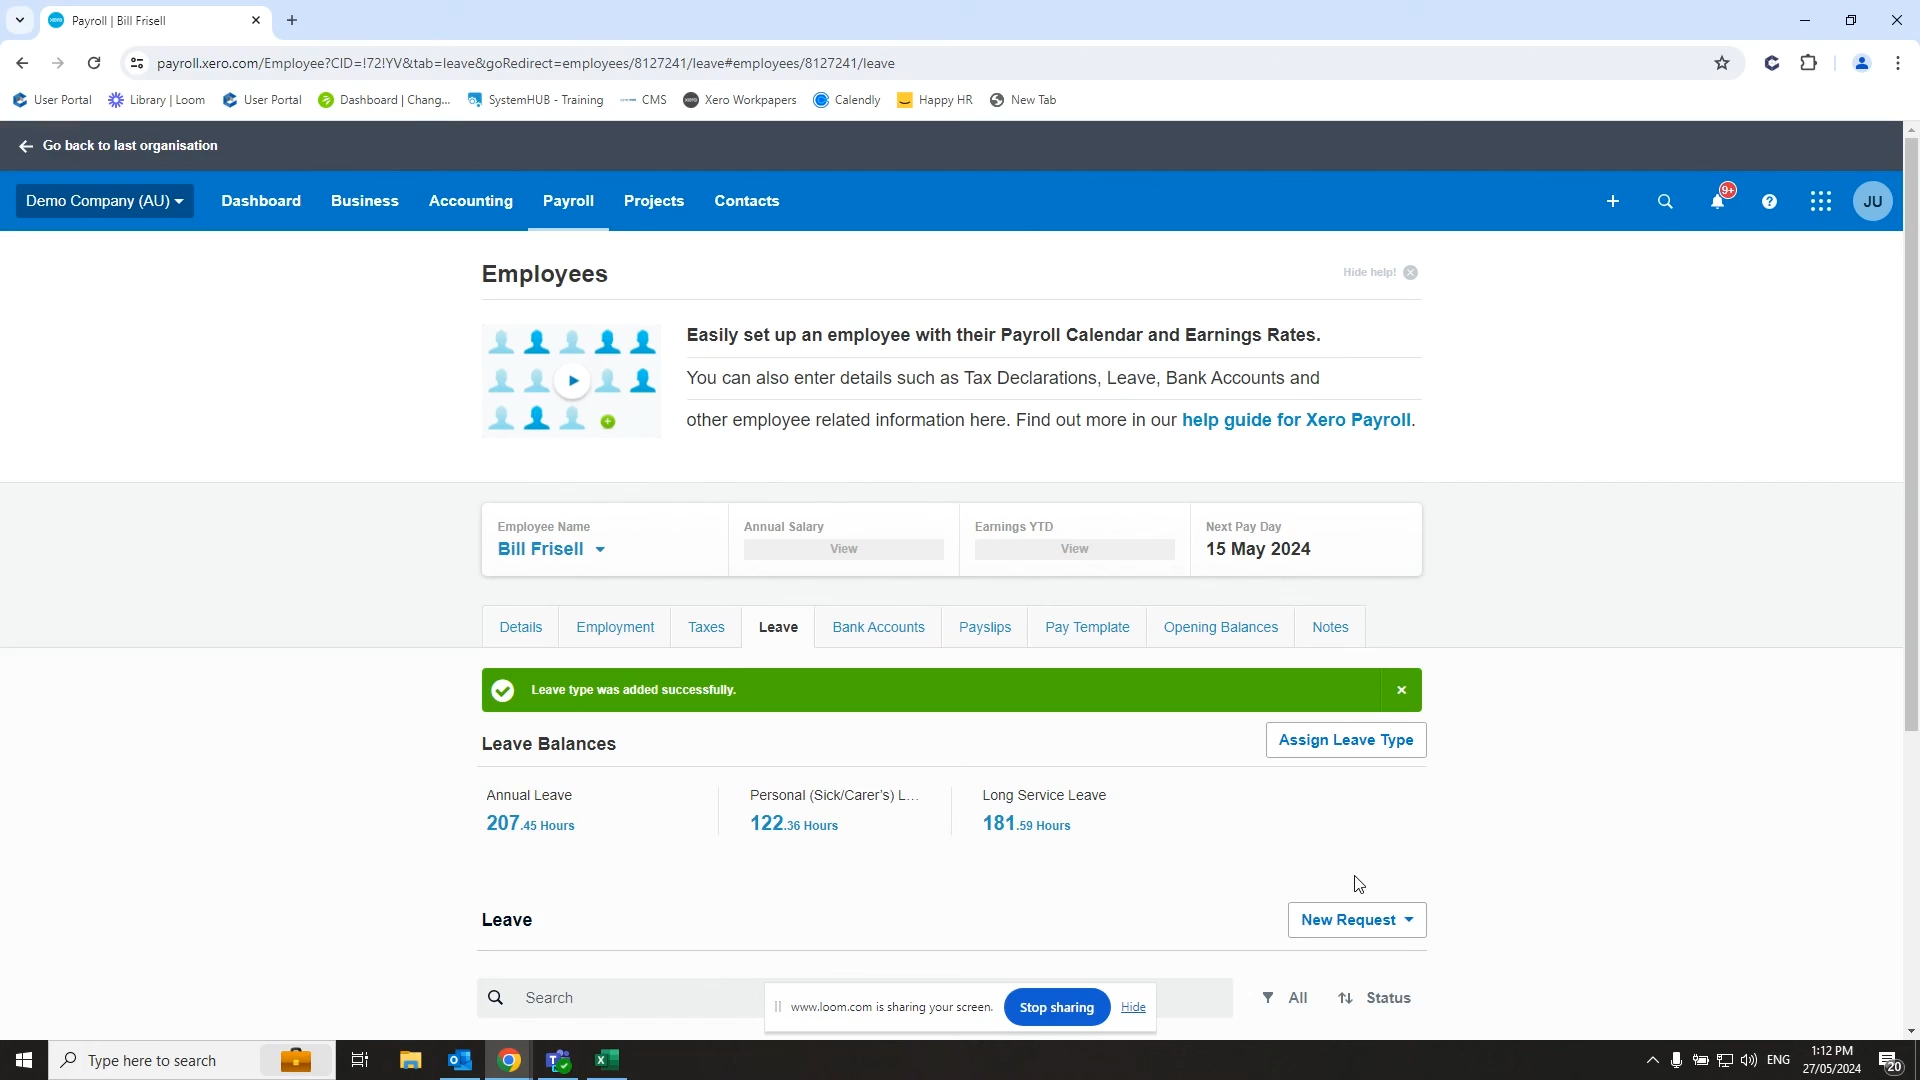 Payroll | Bill Frisell
payroll.xero.com/Employee?CID=!72!YV&tab=leave&goRedirect=employees/8127241/leave#employees/8127241/leave
User Portal
Library | Loom
User Portal
Dashboard | Chang...
SystemHUB - Training
CMS
Xero Workpapers
Calendly
Happy HR
New Tab
Go back to last organisation
Demo Company (AU)
Dashboard
Business
Accounting
Payroll
Projects
Contacts
9+
JU
Employees
Hide help!
Easily set up an employee with their Payroll Calendar and Earnings Rates.
You can also enter details such as Tax Declarations, Leave, Bank Accounts and
other employee related information here. Find out more in our help guide for Xero Payroll.
Employee Name
Bill Frisell
Annual Salary
View
Earnings YTD
View
Next Pay Day
15 May 2024
Details
Employment
Taxes
Leave
Bank Accounts
Payslips
Pay Template
Opening Balances
Notes
Leave type was added successfully.
Leave Balances
Assign Leave Type
Annual Leave
207.45 Hours
Personal (Sick/Carer's) L...
122.36 Hours
Long Service Leave
181.59 Hours
Leave
New Request
Search
All
Status
www.loom.com is sharing your screen.
Stop sharing
Hide
Type here to search
ENG
1:12 PM
27/05/2024
20